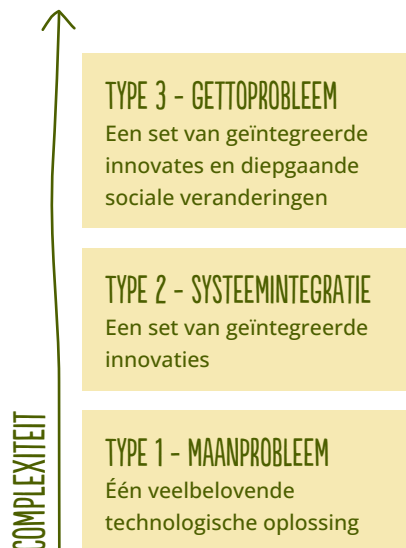 TYPE 3 - GETTOPROBLEEM
Een set van geïntegreerde
innovates en diepgaande
sociale veranderingen
TYPE 2 - SYSTEEMINTEGRATIE
Een set van geïntegreerde
innovaties
TYPE 1 - MAANPROBLEEM
Één veelbelovende
technologische oplossing
COMPLEXITEIT